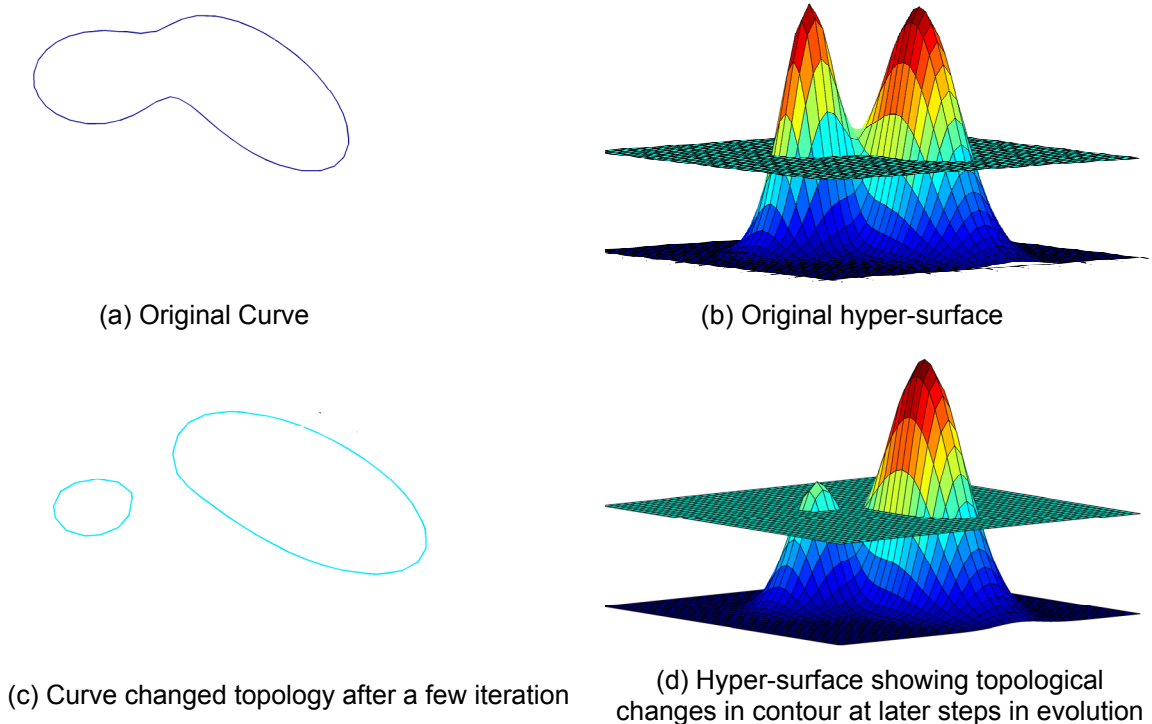 (a) Original Curve
(b) Original hyper-surface
(c) Curve changed topology after a few iteration
(d) Hyper-surface showing topological
changes in contour at later steps in evolution